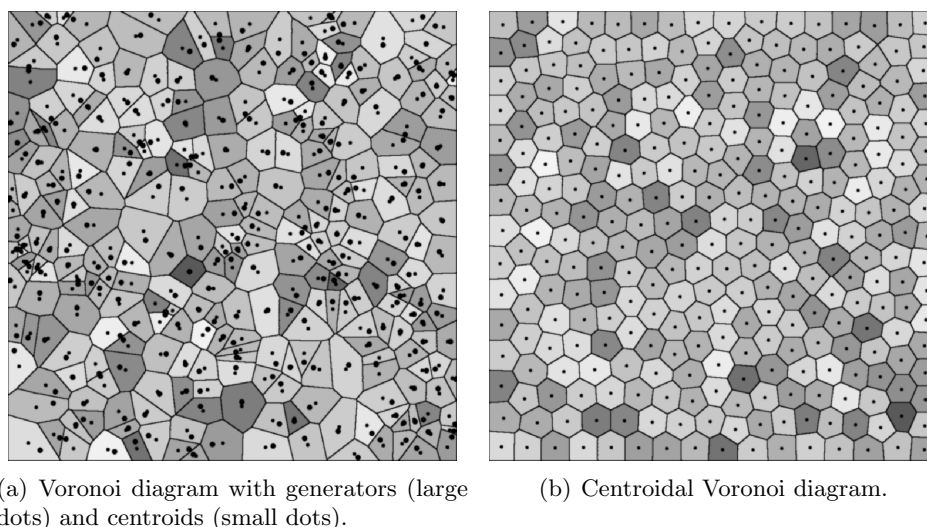 (a) Voronoi diagram with generators (large
dots) and centroids (small dots).
(b) Centroidal Voronoi diagram.